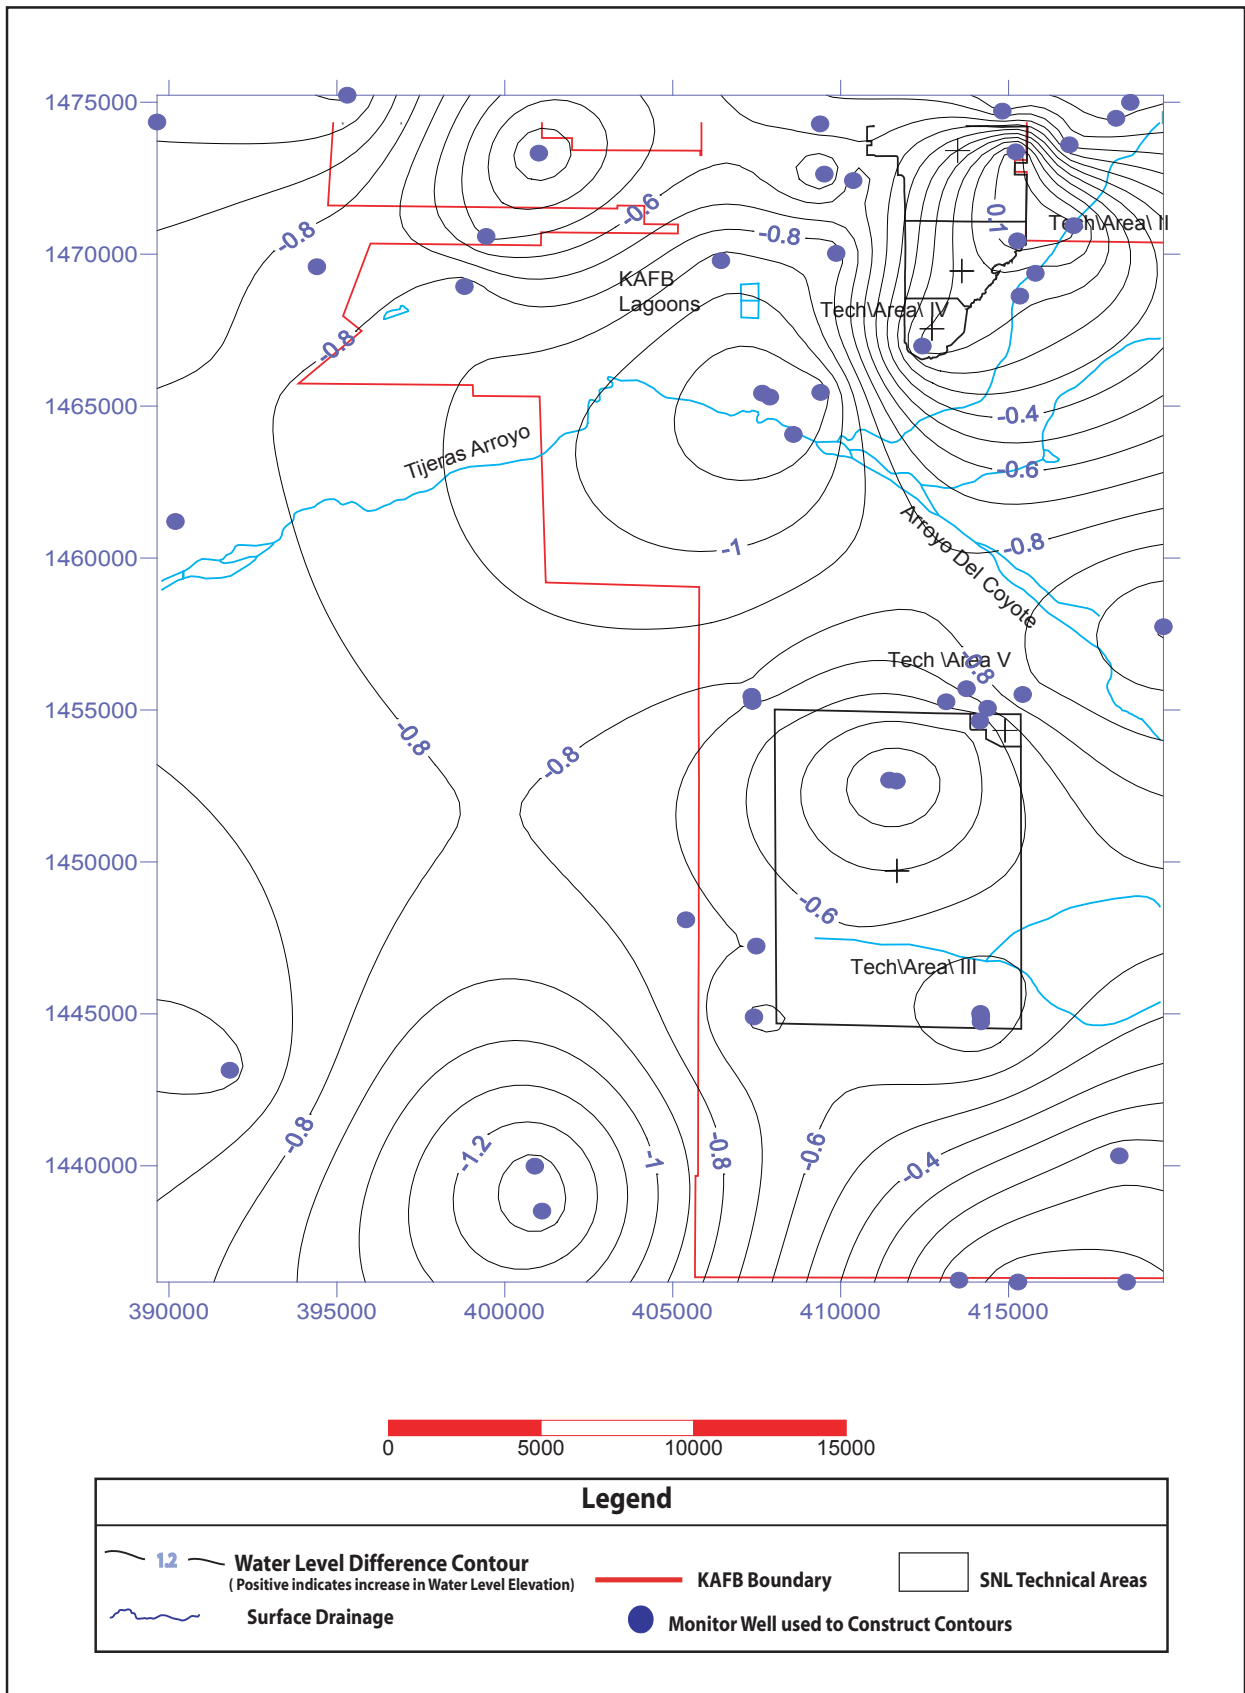 1475000
-0.6
-0.8
-0.8
0.1
Tech\Area\ II
1470000
KAFB
Lagoons
Tech\Area\ IV
-0.8
1465000
-0.4
Tijeras Arroyo
-0.6
Arroyo Del Coyote
-0.8
1460000
-1
Tech \Area V
-0.8
1455000
-0.8
-0.8
1450000
-0.6
Tech\Area\ III
1445000
-0.8
-1.2
-1
-0.8
-0.6
-0.4
1440000
390000
395000
400000
405000
410000
415000
0
5000
10000
15000
Legend
1.2
Water Level Difference Contour
( Positive indicates increase in Water Level Elevation)
KAFB Boundary
SNL Technical Areas
Surface Drainage
Monitor Well used to Construct Contours